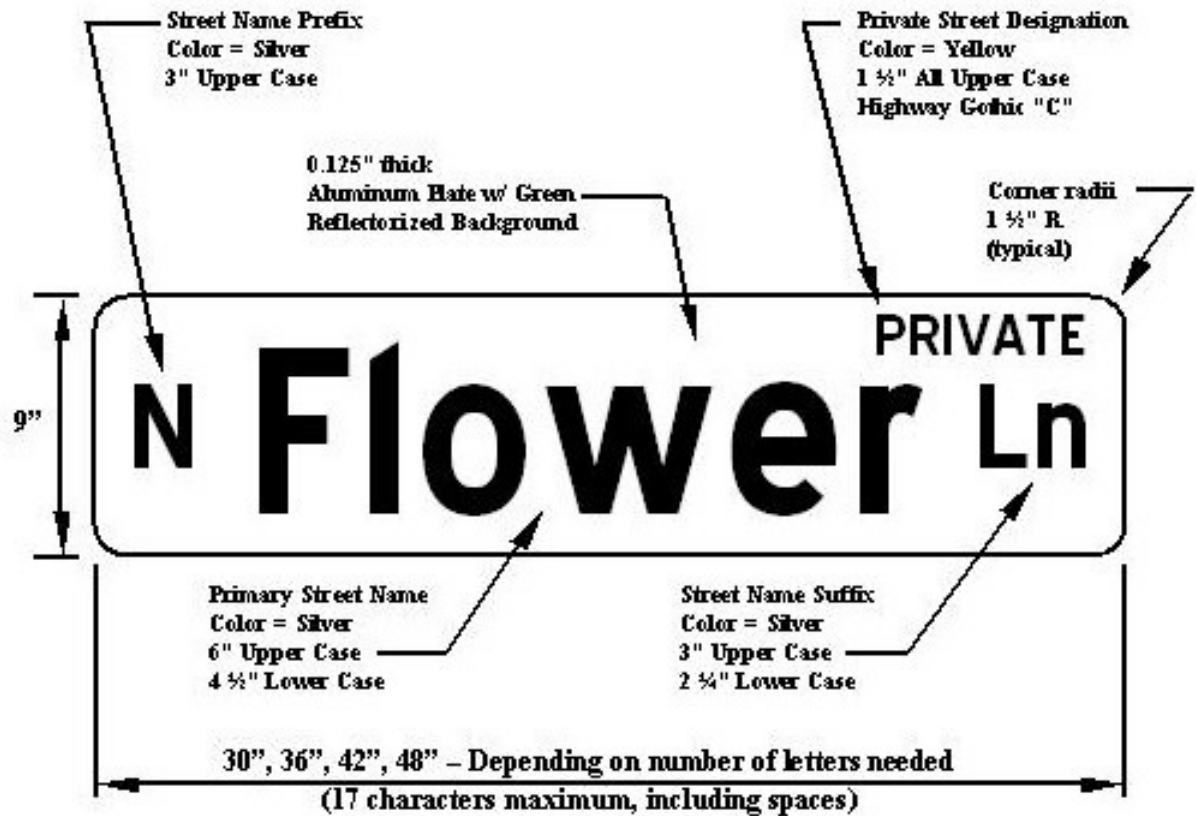 Street Name Prefix
Color = Silver
3" Upper Case
Private Street Designation
Color = Yellow
1 ½" All Upper Case
Highway Gothic "C"
0.125" thick
Aluminum Plate w/ Green
Reflectorized Background
Corner radii
1 ½" R.
(typical)
PRIVATE
N Flower Ln
9”
Primary Street Name
Color = Silver
6" Upper Case
4 ½" Lower Case
Street Name Suffix
Color = Silver
3" Upper Case
2 ¼" Lower Case
30”, 36”, 42”, 48” – Depending on number of letters needed
(17 characters maximum, including spaces)